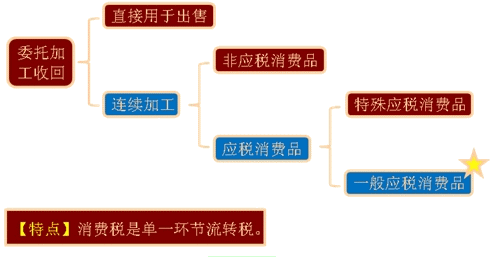 直接用于出售
委托加
工收回
非应税消费品
连续加工
特殊应税消费品
应税消费品
一般应税消费品
【特点】消费税是单一环节流转税。